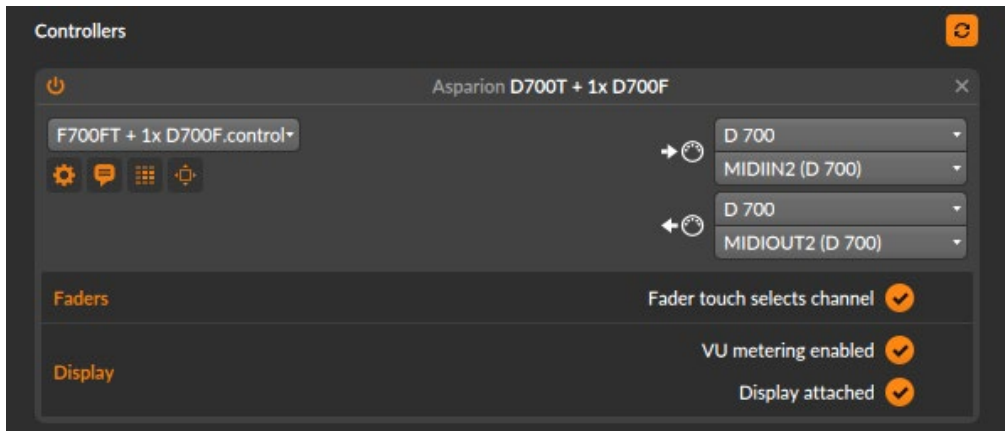 Controllers
Asparion D700T + 1x D700F
F700FT + 1x D700F.control
D 700
MIDIIN2 (D 700)
D 700
MIDIOUT2 (D 700)
Faders
Fader touch selects channel
VU metering enabled
Display
Display attached